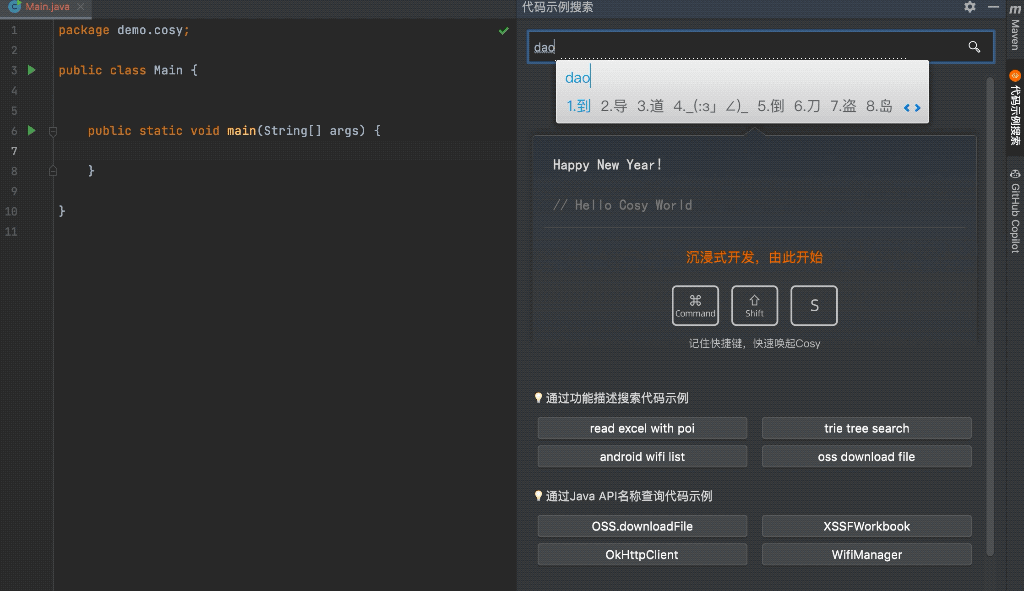 Main.java
代码示例搜索
1 package demo.cosy;
2
3 public class Main {
4
5
6 public static void main(String[] args) {
7
8 }
9
10 }
11
dao
dao
1.到 2.导 3.道 4._(:з」∠)_ 5.倒 6.刀 7.盗 8.岛
Happy New Year!
// Hello Cosy World
沉浸式开发，由此开始
⌘ ⇧ S
Command Shift
记住快捷键，快速唤起Cosy
通过功能描述搜索代码示例
read excel with poi
trie tree search
android wifi list
oss download file
通过Java API名称查询代码示例
OSS.downloadFile
XSSFWorkbook
OkHttpClient
WifiManager
m
Maven
代码示例搜索
GitHub Copilot